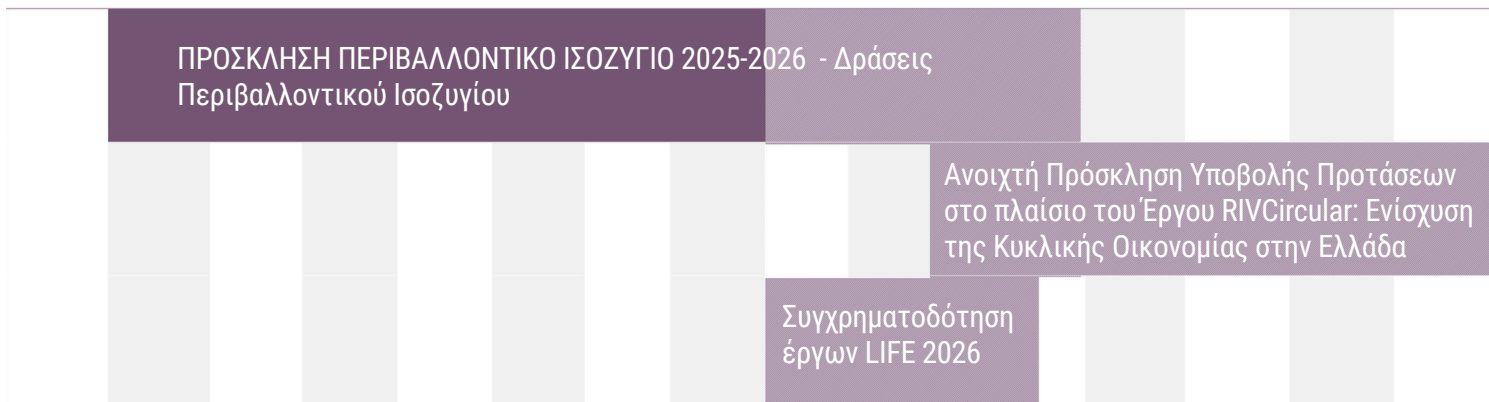 ΠΡΟΣΚΛΗΣΗ ΠΕΡΙΒΑΛΛΟΝΤΙΚΟ ΙΣΟΖΥΓΙΟ 2025-2026 - Δράσεις
Περιβαλλοντικού Ισοζυγίου
Ανοιχτή Πρόσκληση Υποβολής Προτάσεων
στο πλαίσιο του Έργου RIVCircular: Ενίσχυση
της Κυκλικής Οικονομίας στην Ελλάδα
Συγχρηματοδότηση
έργων LIFE 2026